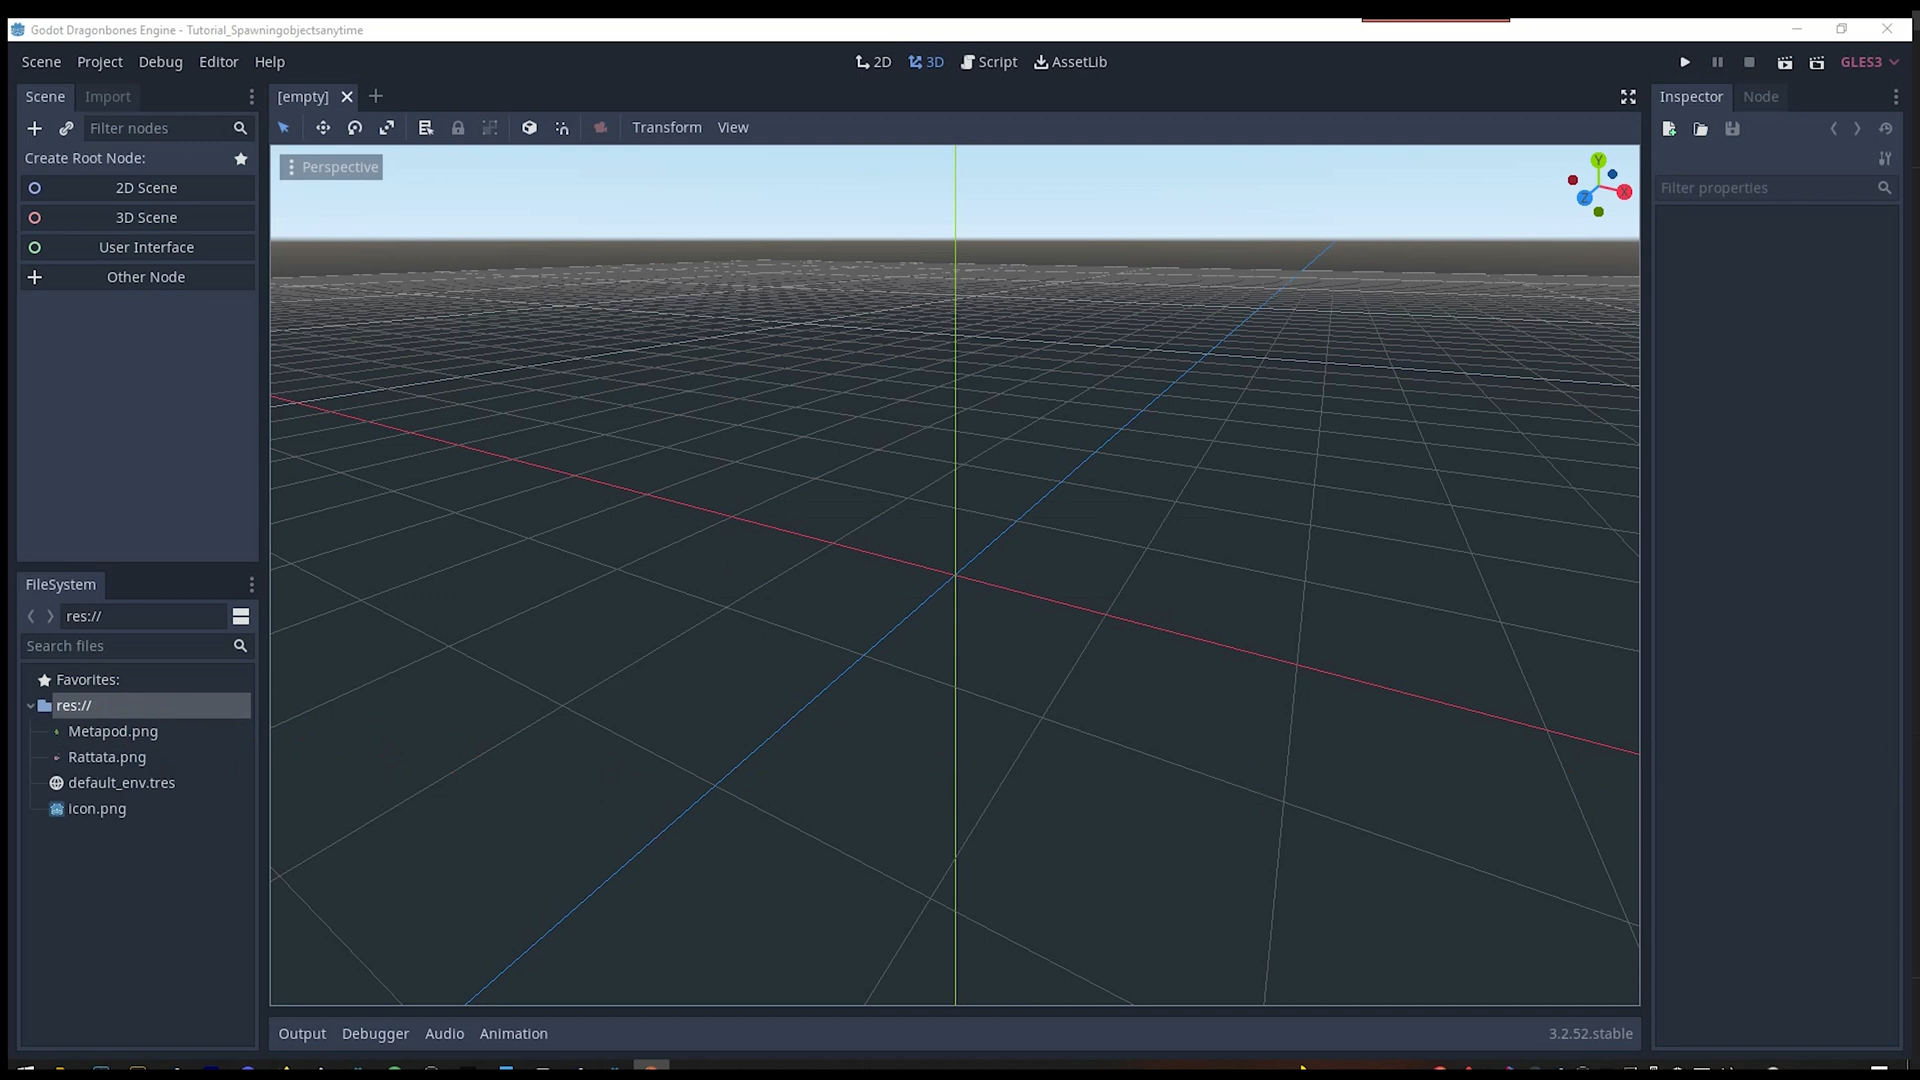 Godot Dragonbones Engine - Tutorial_Spawningobjectsanytime
Scene Project Debug Editor Help
2D 3D Script AssetLib
GLES3
Scene Import
[empty]
Inspector Node
Filter nodes
Transform View
Create Root Node:
Perspective
Y
X
Z
2D Scene
Filter properties
3D Scene
User Interface
Other Node
FileSystem
res://
Search files
Favorites:
res://
Metapod.png
Rattata.png
default_env.tres
icon.png
Output Debugger Audio Animation
3.2.52.stable